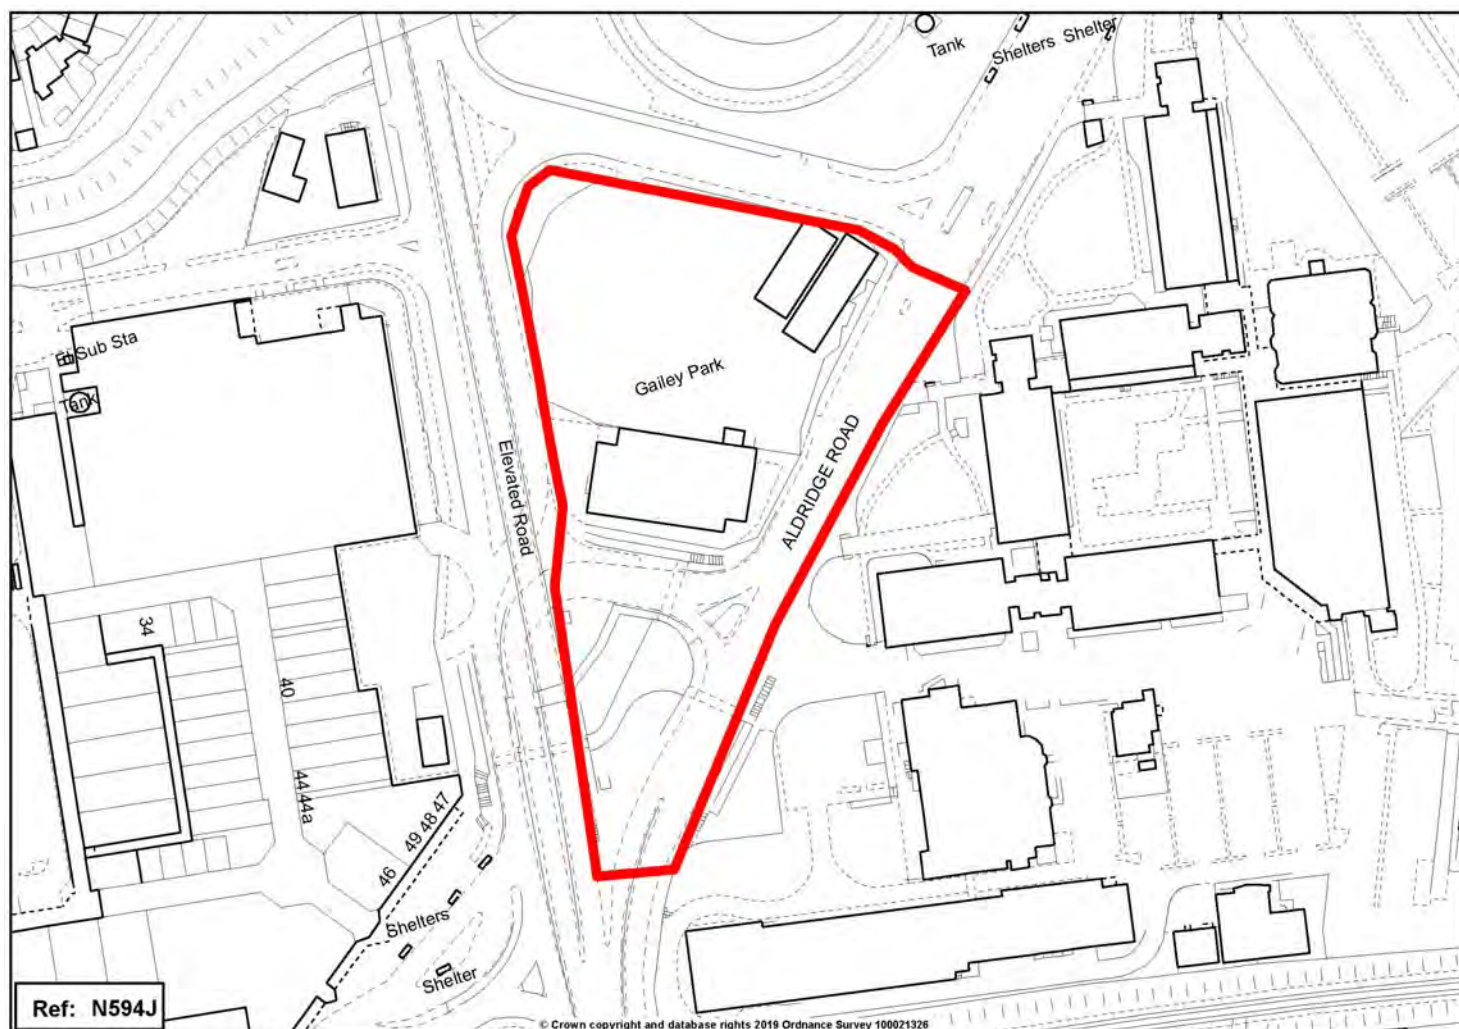 Tank
Shelters Shelter
El Sub Sta
Tank
Gailey Park
Elevated Road
ALDRIDGE ROAD
34
40
44 44a
46 49 48 47
Shelters
Shelter
Ref: N594J
© Crown copyright and database rights 2019 Ordnance Survey 100021326